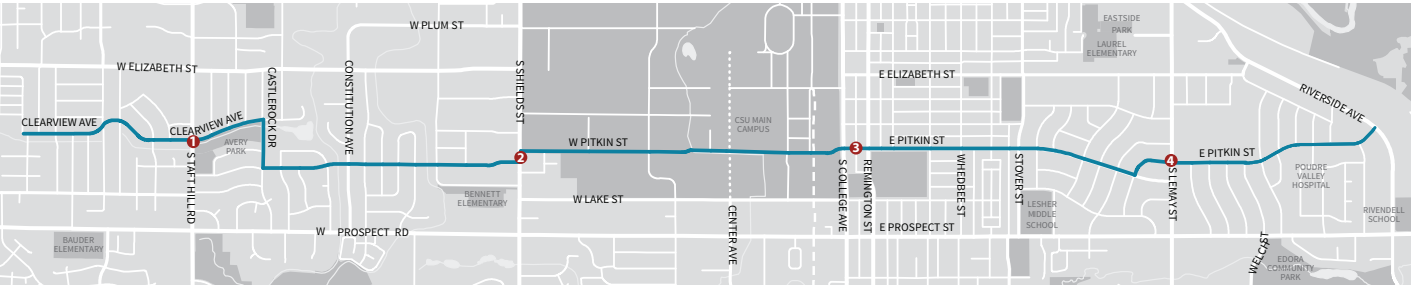 W PLUM ST
EASTSIDE
PARK
LAUREL
ELEMENTARY
W ELIZABETH ST
CASTLEROCK DR
CONSTITUTION AVE
S SHIELDS ST
E ELIZABETH ST
RIVERSIDE AVE
CLEARVIEW AVE
CLEARVIEW AVE
1
AVERY
PARK
S TAFT HILL RD
CSU MAIN
CAMPUS
2
W PITKIN ST
3
E PITKIN ST
S COLLEGE AVE
REMINGTON ST
WHEDBEE ST
STOVER ST
4
S LEMAY ST
E PITKIN ST
POUDRE
VALLEY
HOSPITAL
BENNETT
ELEMENTARY
W LAKE ST
CENTER AVE
LESHER
MIDDLE
SCHOOL
RIVENDELL
SCHOOL
BAUDER
ELEMENTARY
W PROSPECT RD
E PROSPECT ST
WELCH ST
EDORA
COMMUNITY
PARK